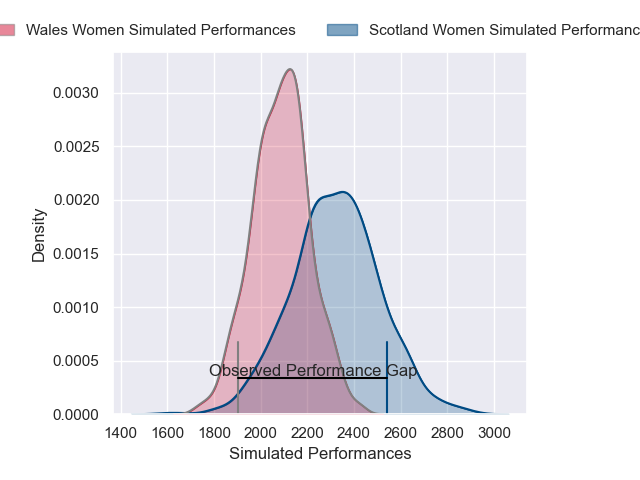 Wales Women Simulated Performances
Scotland Women Simulated Performanc
0.0030
0.0025
0.0020
0.0015
0.0010
0.0005
0.0000
Density
Observed Performance Gap
1400 1600 1800 2000 2200 2400 2600 2800 3000
Simulated Performances